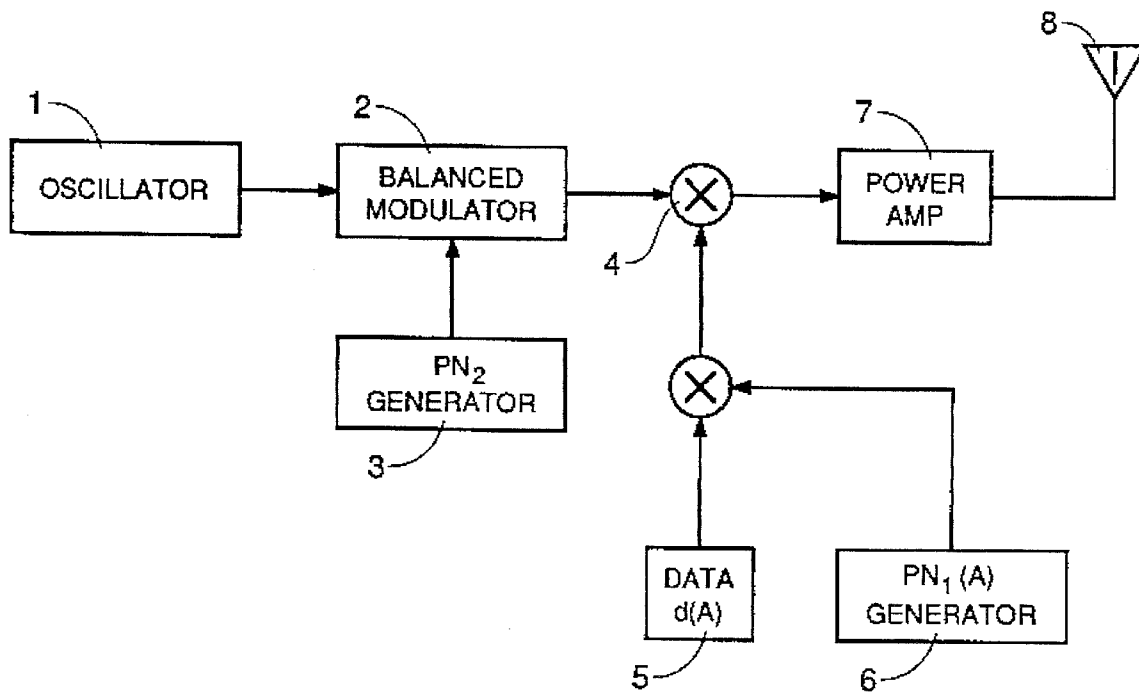 8
1
2
7
OSCILLATOR
BALANCED
MODULATOR
POWER
AMP
4
PN₂
GENERATOR
3
DATA
d(A)
PN₁(A)
GENERATOR
5
6